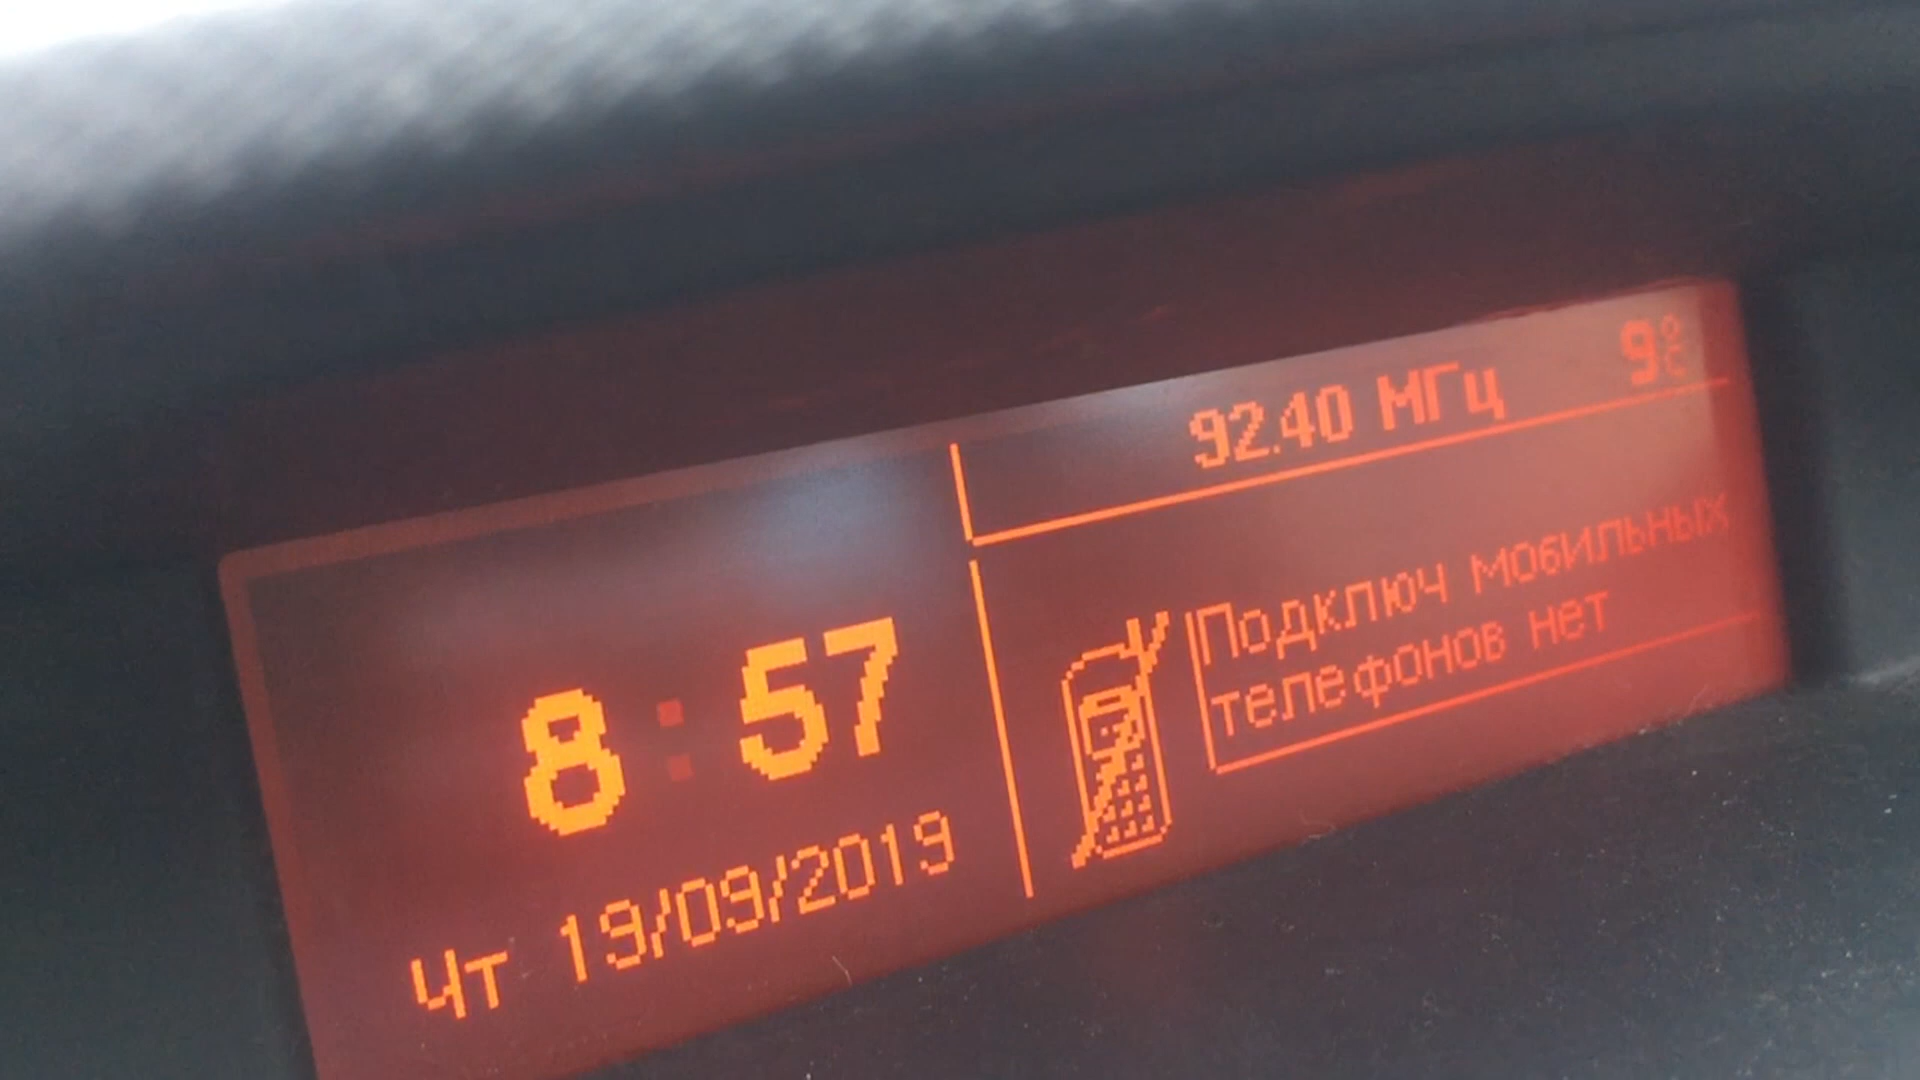 8:57
Чт 19/09/2019
92.40 МГц 9°C
Подключ мобильных
телефонов нет